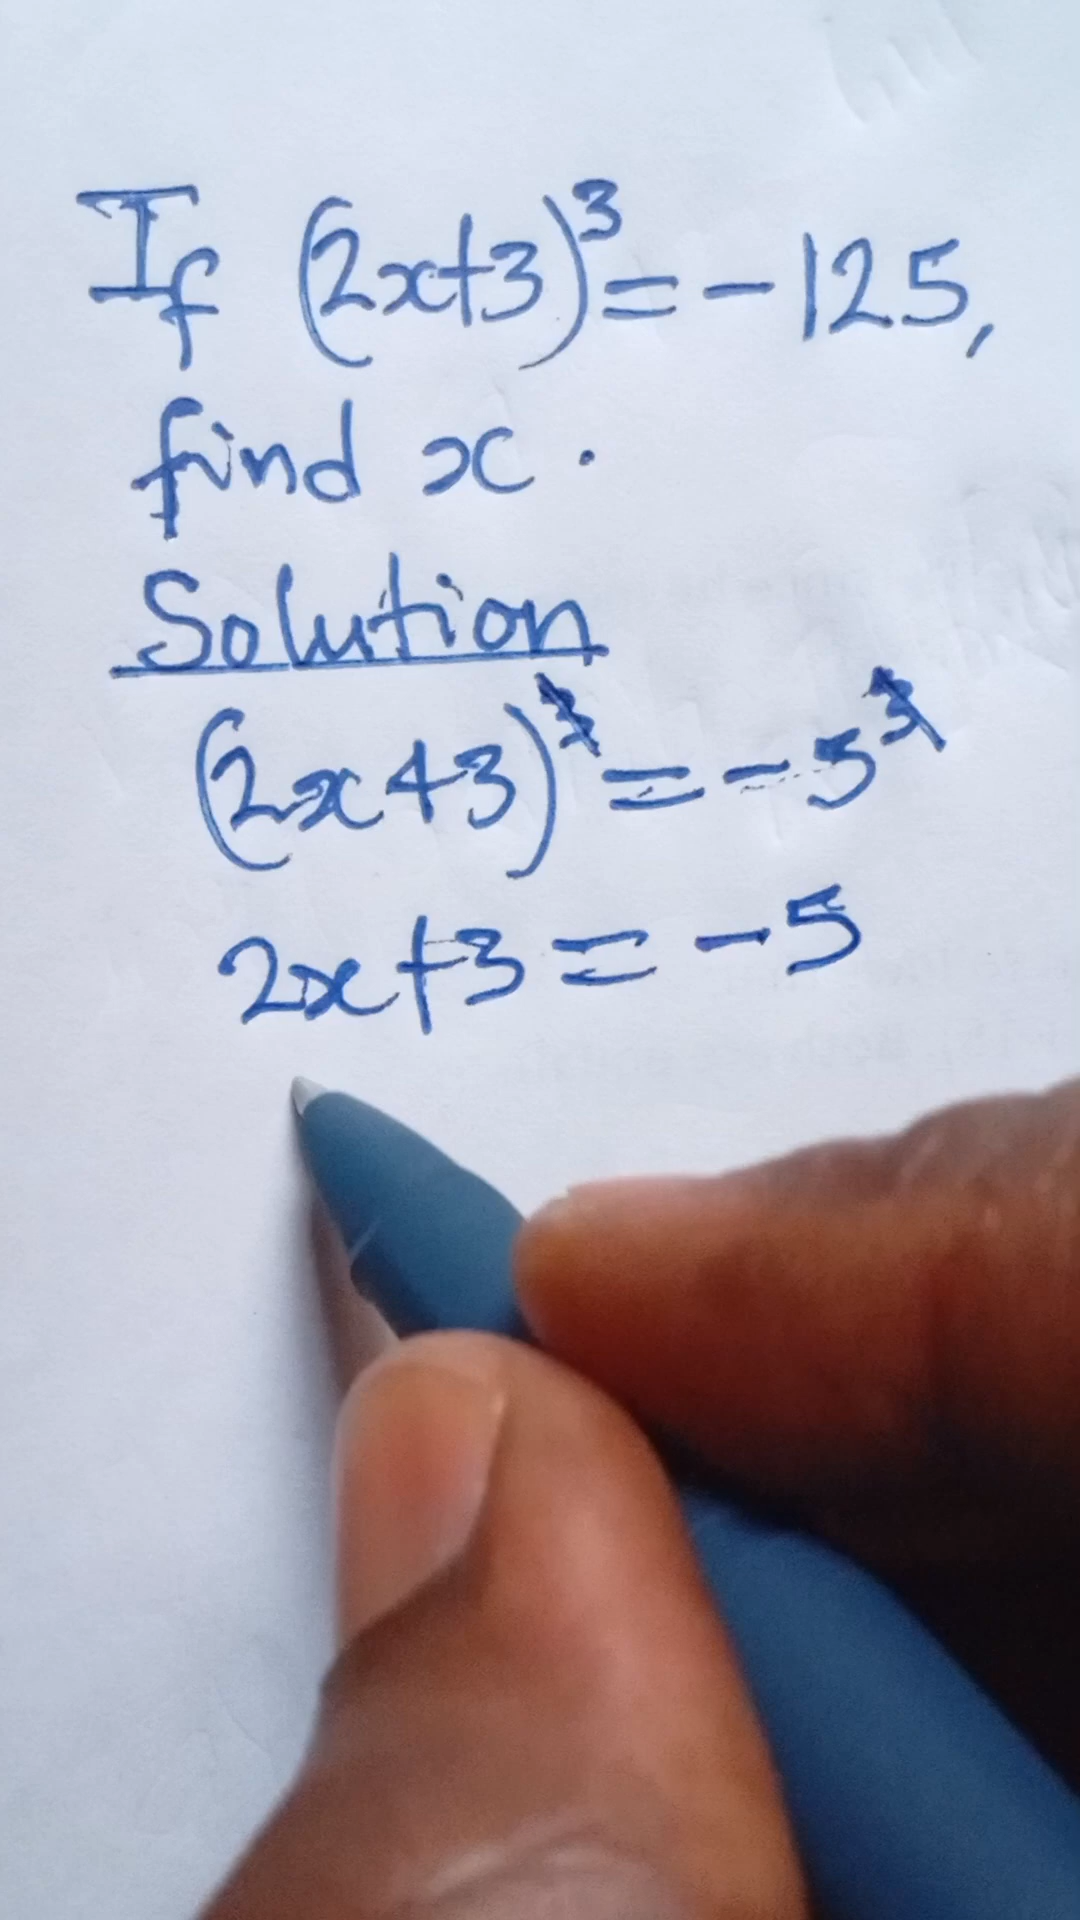 If (2x+3)³=-125,
find x.
Solution
(2x+3)³=-5³
2x+3=-5